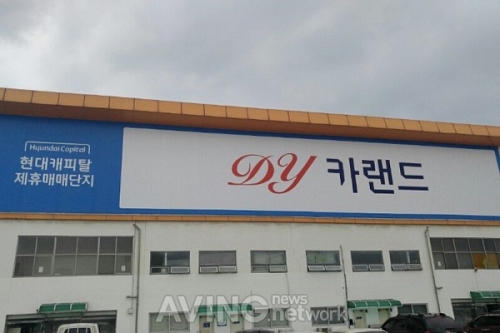 Hyundai Capital
현대캐피탈
제휴매매단지
DY 카랜드
AVING news network